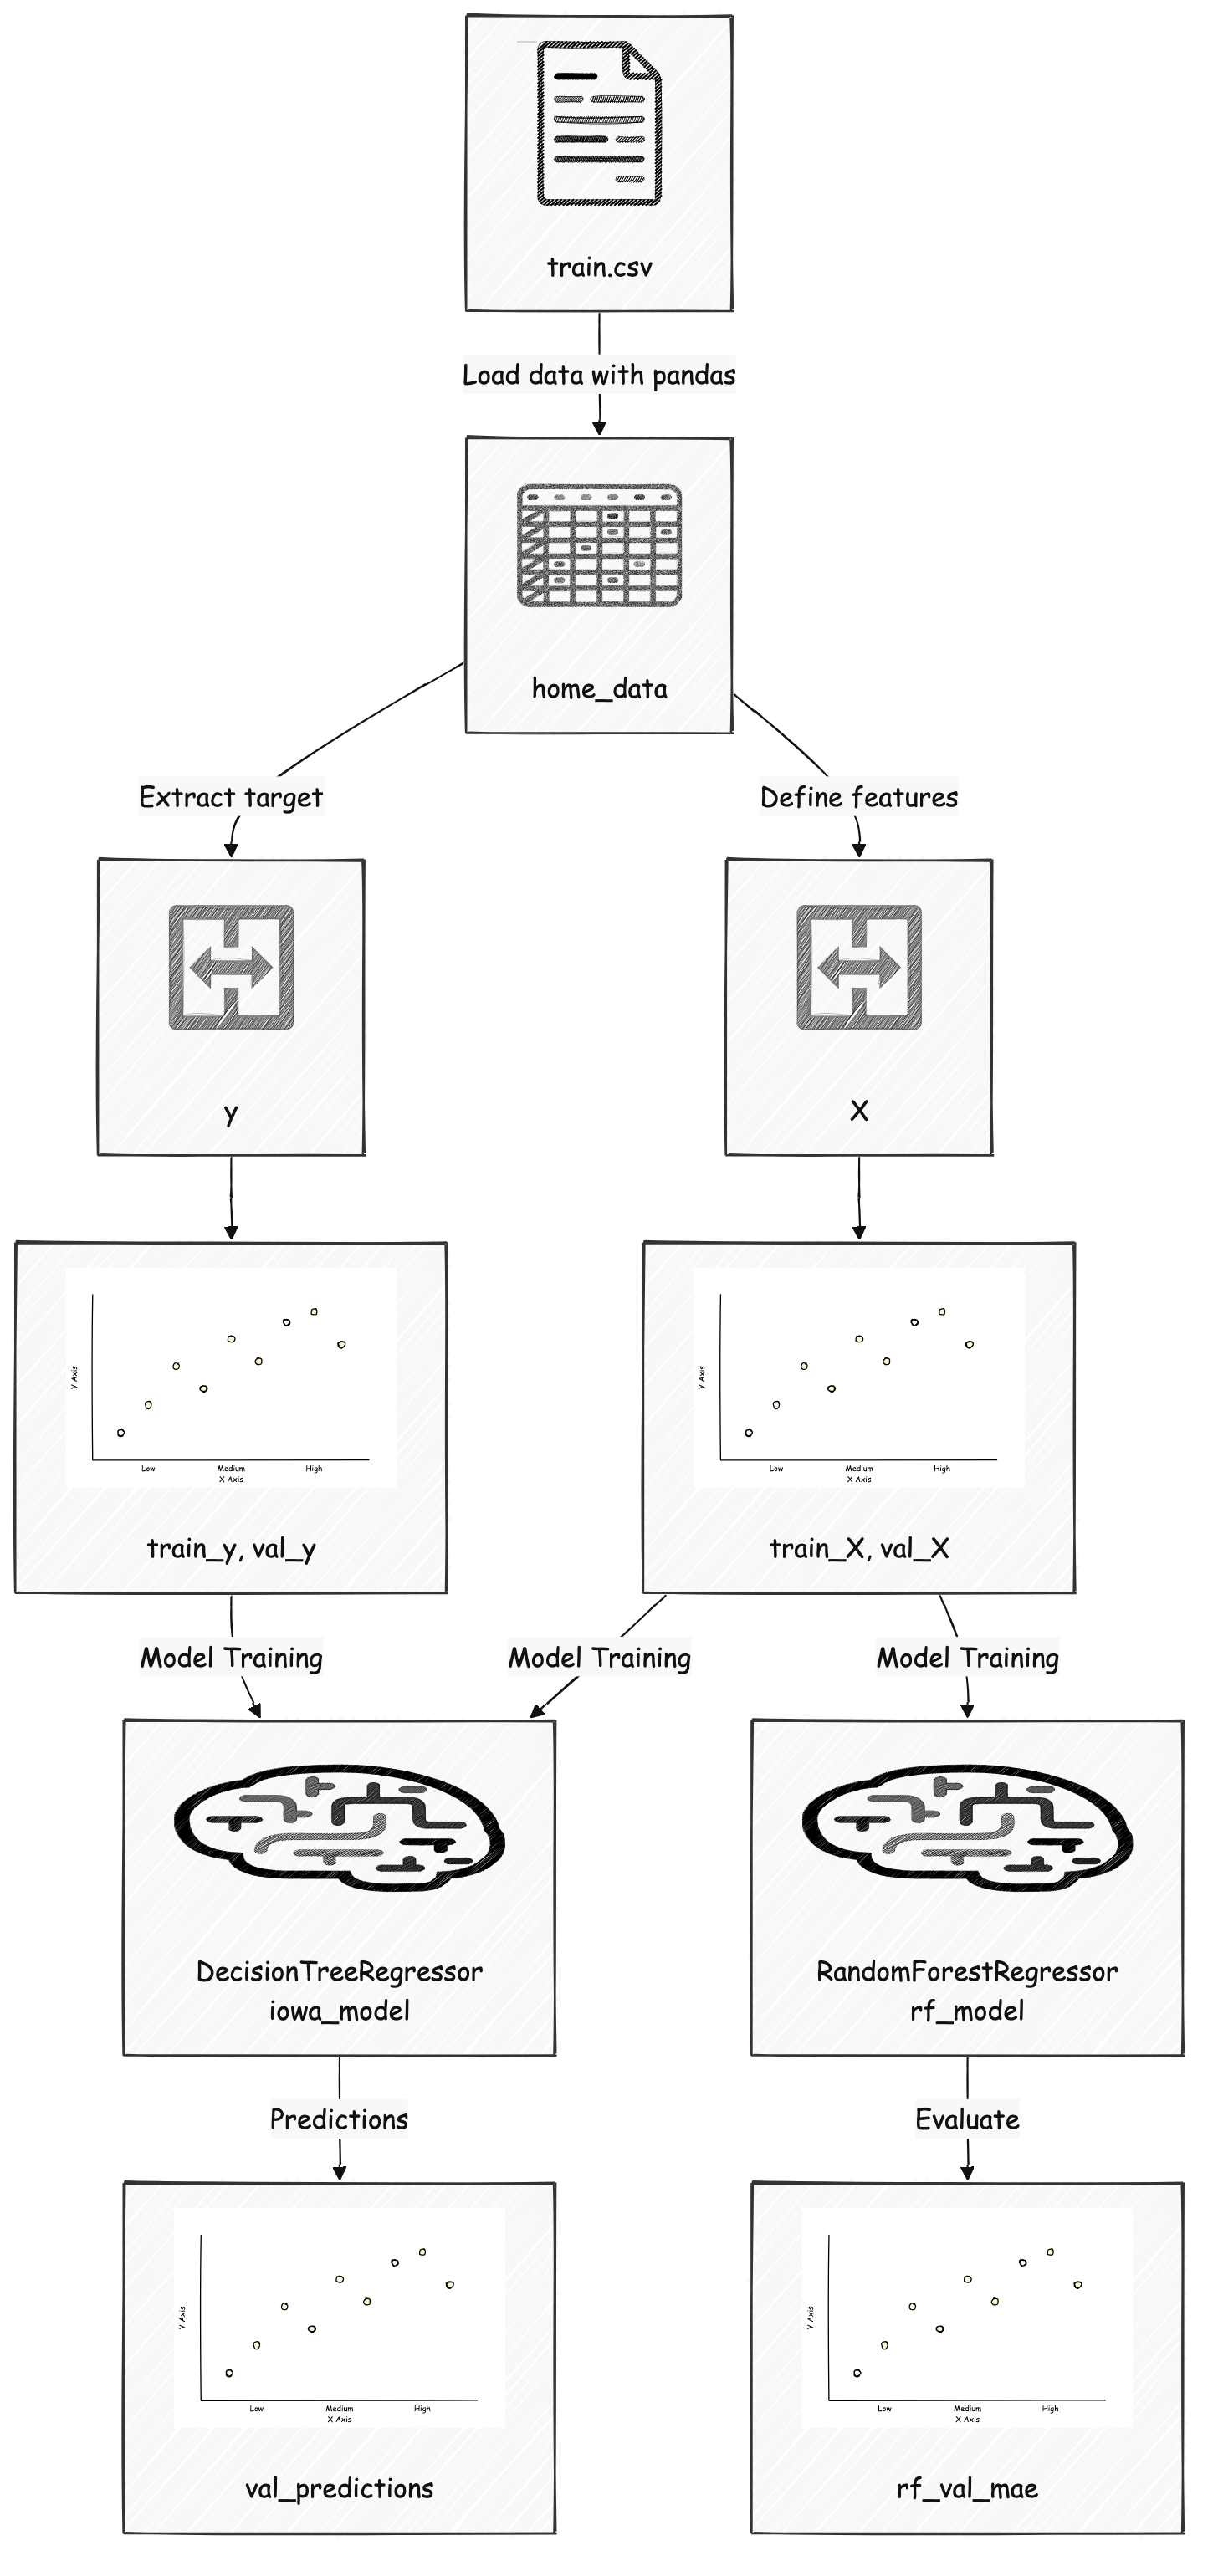 train.csv
Load data with pandas
home_data
Extract target
Define features
y
X
Y Axis
Low Medium High
X Axis
train_y, val_y
Y Axis
Low Medium High
X Axis
train_X, val_X
Model Training
Model Training
Model Training
DecisionTreeRegressor
iowa_model
RandomForestRegressor
rf_model
Predictions
Evaluate
Y Axis
Low Medium High
X Axis
val_predictions
Y Axis
Low Medium High
X Axis
rf_val_mae